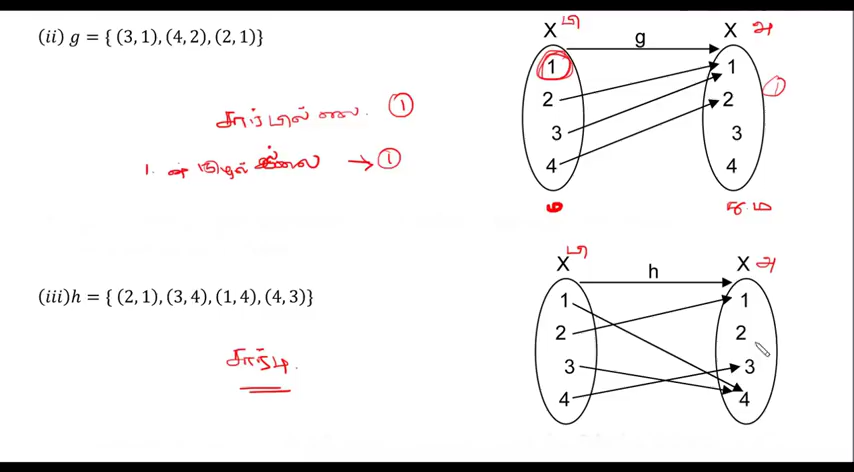 (ii) g = { (3, 1), (4, 2), (2, 1)}
சார்பில்லை. ①
1. ன் நிழல் இல்லை → ①
X
g
X அ
1 1
2 2 ①
3 3
4 4
ம து.ம
(iii)h = { (2, 1), (3, 4), (1, 4), (4, 3)}
சார்பு.
X
h
X அ
1 1
2 2
3 3
4 4